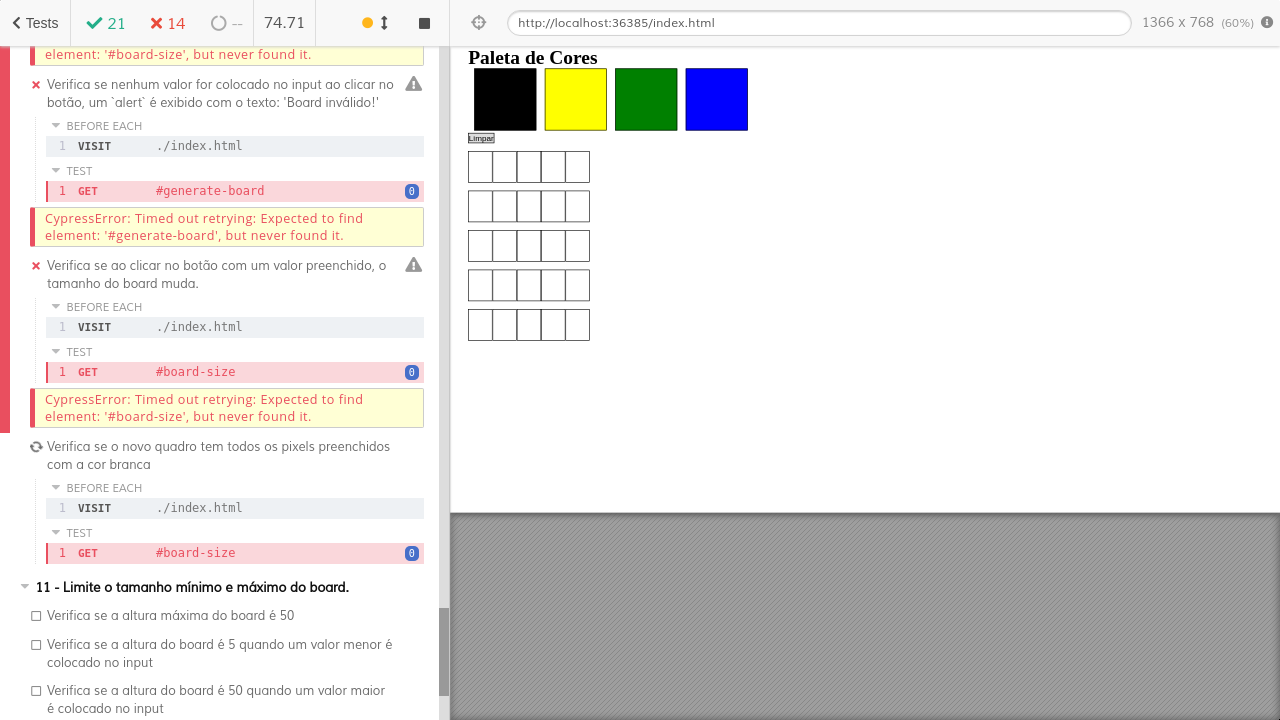 Tests
21
14
--
74.71
http://localhost:36385/index.html
1366 x 768 (60%)
element: '#board-size', but never found it.
Verifica se nenhum valor for colocado no input ao clicar no
botão, um `alert` é exibido com o texto: 'Board inválido!'
BEFORE EACH
1 VISIT ./index.html
TEST
1 GET #generate-board 0
CypressError: Timed out retrying: Expected to find
element: '#generate-board', but never found it.
Verifica se ao clicar no botão com um valor preenchido, o
tamanho do board muda.
BEFORE EACH
1 VISIT ./index.html
TEST
1 GET #board-size 0
CypressError: Timed out retrying: Expected to find
element: '#board-size', but never found it.
Verifica se o novo quadro tem todos os pixels preenchidos
com a cor branca
BEFORE EACH
1 VISIT ./index.html
TEST
1 GET #board-size 0
11 - Limite o tamanho mínimo e máximo do board.
Verifica se a altura máxima do board é 50
Verifica se a altura do board é 5 quando um valor menor é
colocado no input
Verifica se a altura do board é 50 quando um valor maior
é colocado no input
Paleta de Cores
Limpar